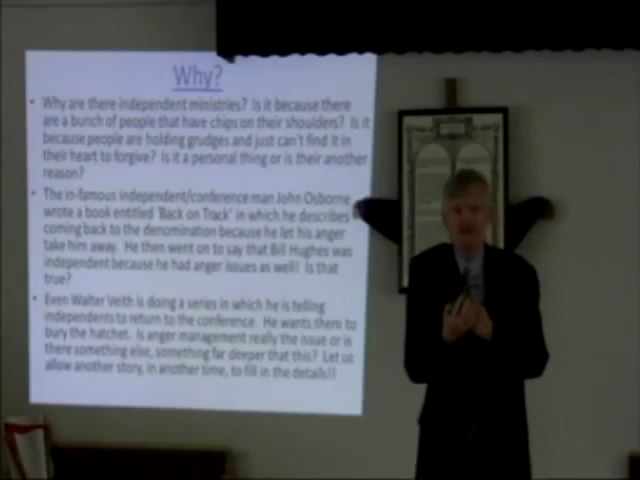 Why?
• Why are there independent ministries? Is it because there
are a bunch of people that have chips on their shoulders? Is it
because people are holding grudges and just can't find it in
their heart to forgive? Is it a personal thing or is their another
reason?
• The in-famous independent/conference man John Osborne
wrote a book entitled 'Back on Track' in which he describes
coming back to the denomination because he let his anger
take him away. He then went on to say that Bill Hughes was
independent because he had anger issues as well! Is that
true?
• Even Walter Veith is doing a series in which he is telling
independents to return to the conference. He wants them to
bury the hatchet. Is anger management really the issue or is
there something else, something far deeper that this? Let us
allow another story, in another time, to fill in the details!!